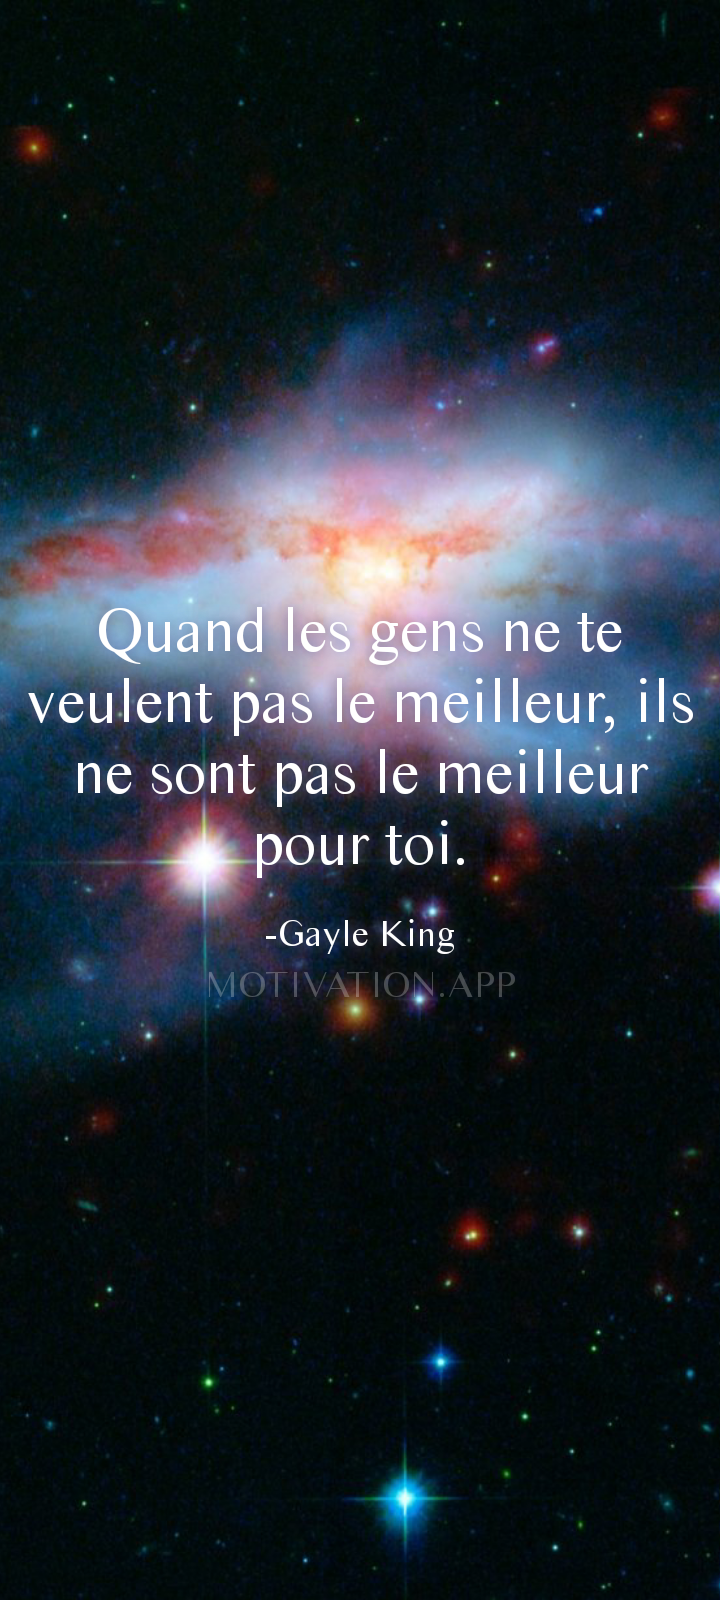 Quand les gens ne te
veulent pas le meilleur, ils
ne sont pas le meilleur
pour toi.
-Gayle King
MOTIVATION.APP